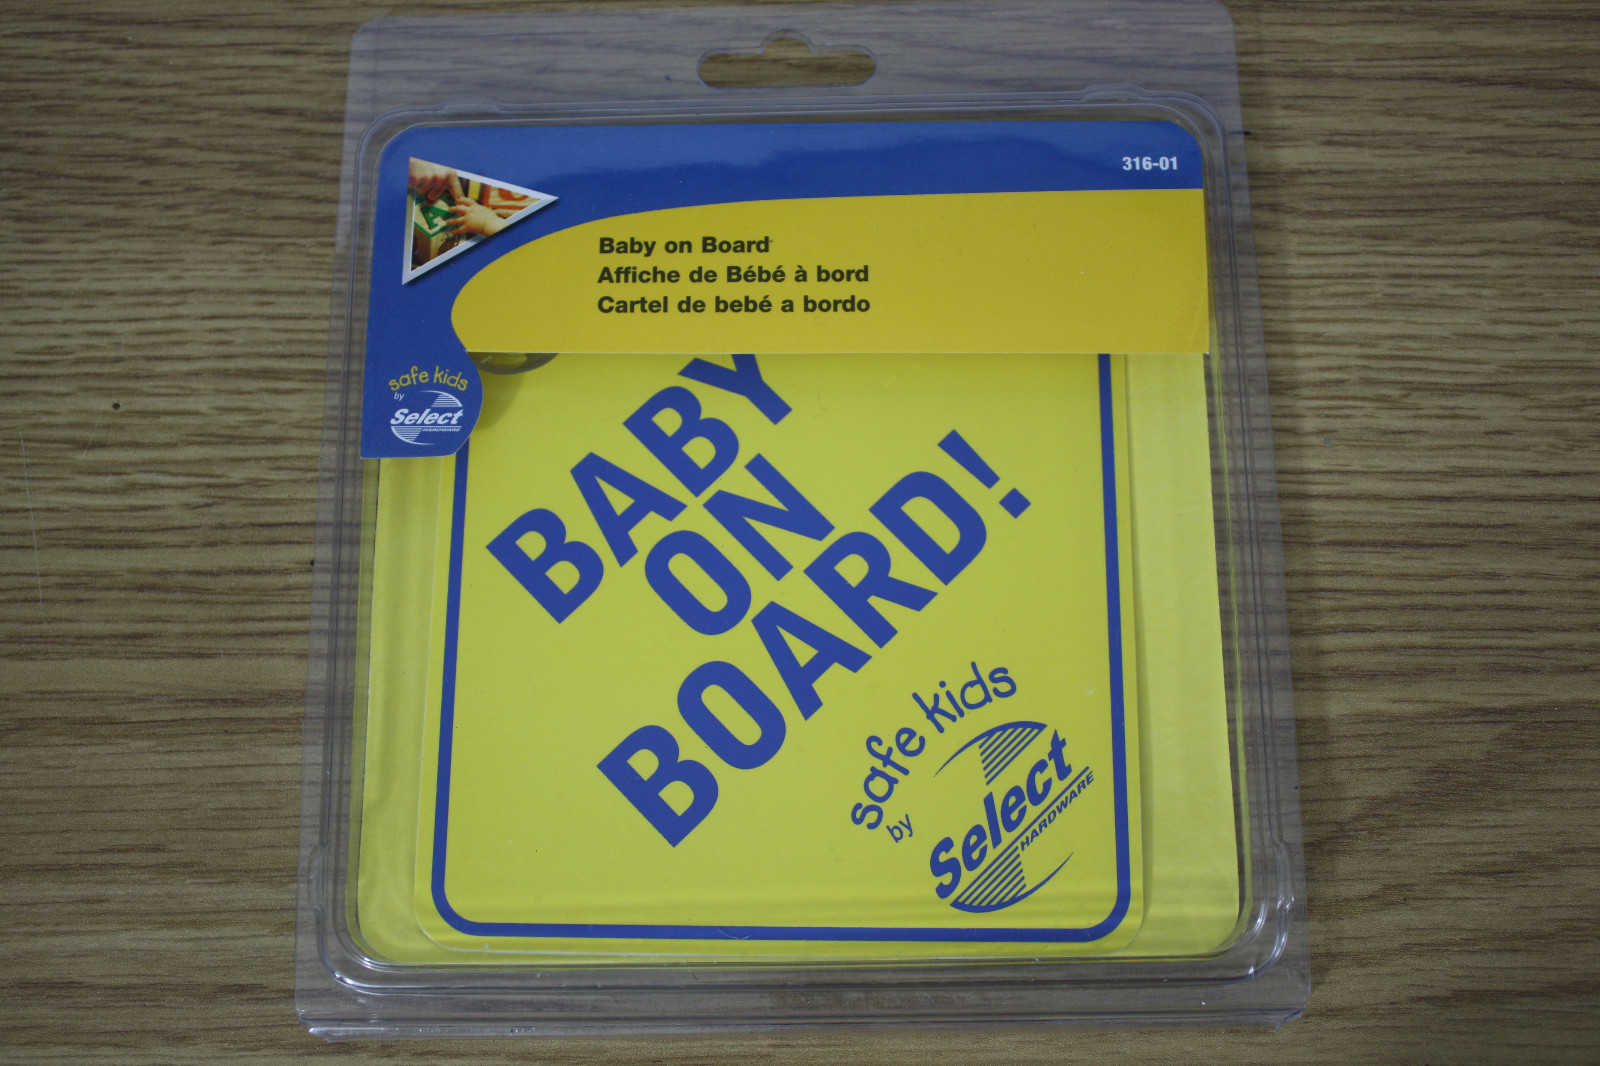 316-01
Baby on Board
Affiche de Bébé à bord
Cartel de bebé a bordo
safe kids
by
Select
HARDWARE
BABY
ON
BOARD!
safe kids
by
Select
HARDWARE